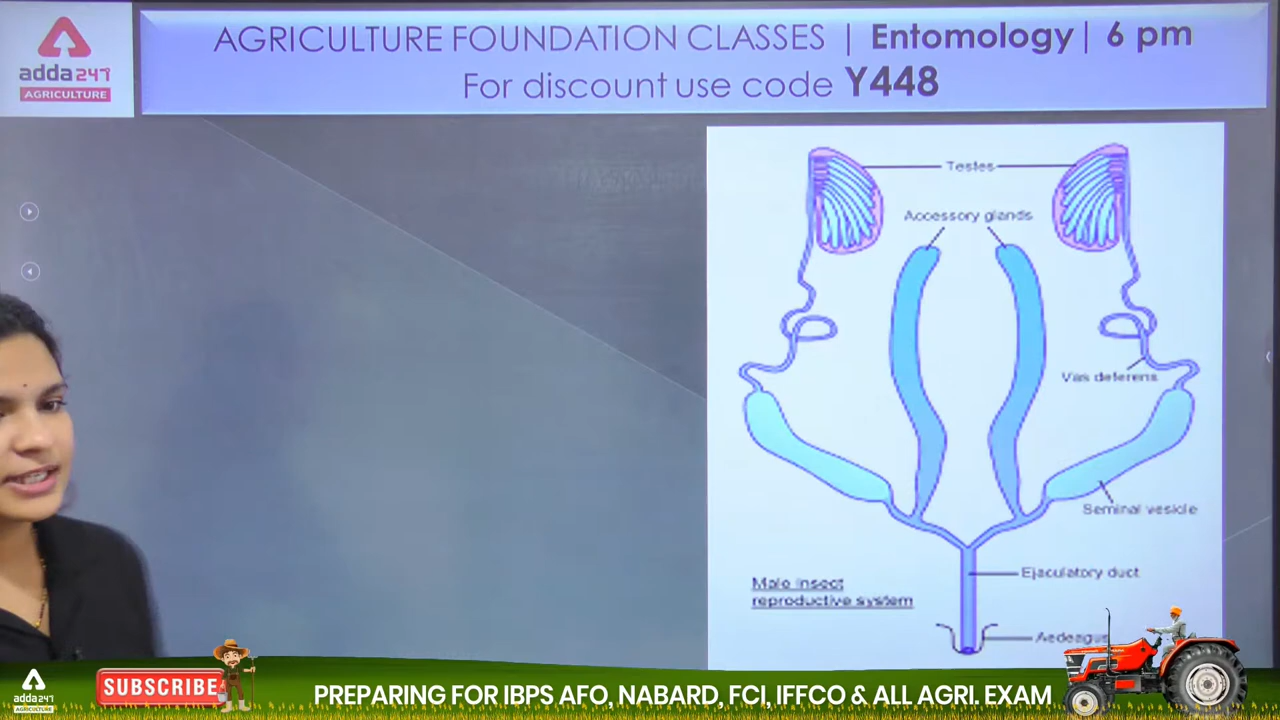 adda247
AGRICULTURE
AGRICULTURE FOUNDATION CLASSES | Entomology| 6 pm
For discount use code Y448
Testes
Accessory glands
Vas deferens
Seminal vesicle
Ejaculatory duct
Male insect
reproductive system
Aedeagus
adda247
AGRICULTURE
SUBSCRIBE
PREPARING FOR IBPS AFO, NABARD, FCI, IFFCO & ALL AGRI. EXAM